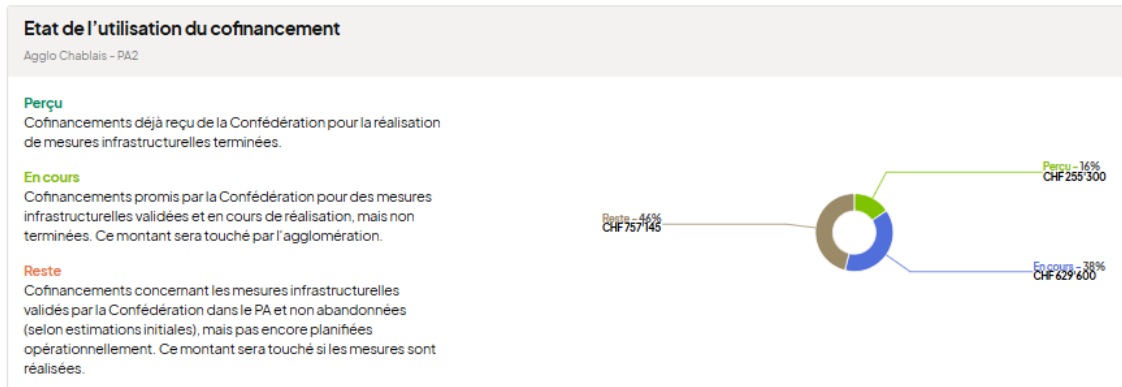 Etat de l’utilisation du cofinancement
Agglo Chablais - PA2
Perçu
Cofinancements déjà reçu de la Confédération pour la réalisation
de mesures infrastructurelles terminées.
En cours
Cofinancements promis par la Confédération pour des mesures
infrastructurelles validées et en cours de réalisation, mais non
terminées. Ce montant sera touché par l'agglomération.
Reste
Cofinancements concernant les mesures infrastructurelles
validés par la Confédération dans le PA et non abandonnées
(selon estimations initiales), mais pas encore planifiées
opérationnellement. Ce montant sera touché si les mesures sont
réalisées.
Perçu - 16%
CHF 255'300
Reste - 46%
CHF 757'145
En cours - 38%
CHF 629'600